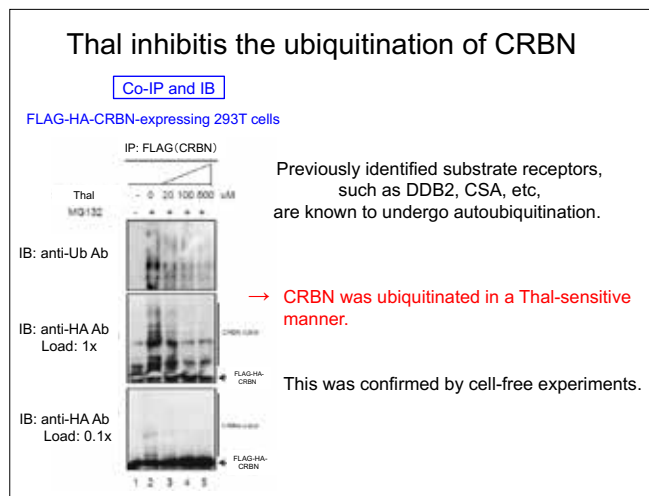 Thal inhibitis the ubiquitination of CRBN
Co-IP and IB
FLAG-HA-CRBN-expressing 293T cells
IP: FLAG(CRBN)
Thal - 0 20 100 800 uM
MG132 - + + + +
IB: anti-Ub Ab
IB: anti-HA Ab
Load: 1x
FLAG-HA-
CRBN
IB: anti-HA Ab
Load: 0.1x
FLAG-HA-
CRBN
1 2 3 4 5
Previously identified substrate receptors,
such as DDB2, CSA, etc,
are known to undergo autoubiquitination.
→ CRBN was ubiquitinated in a Thal-sensitive
manner.
This was confirmed by cell-free experiments.